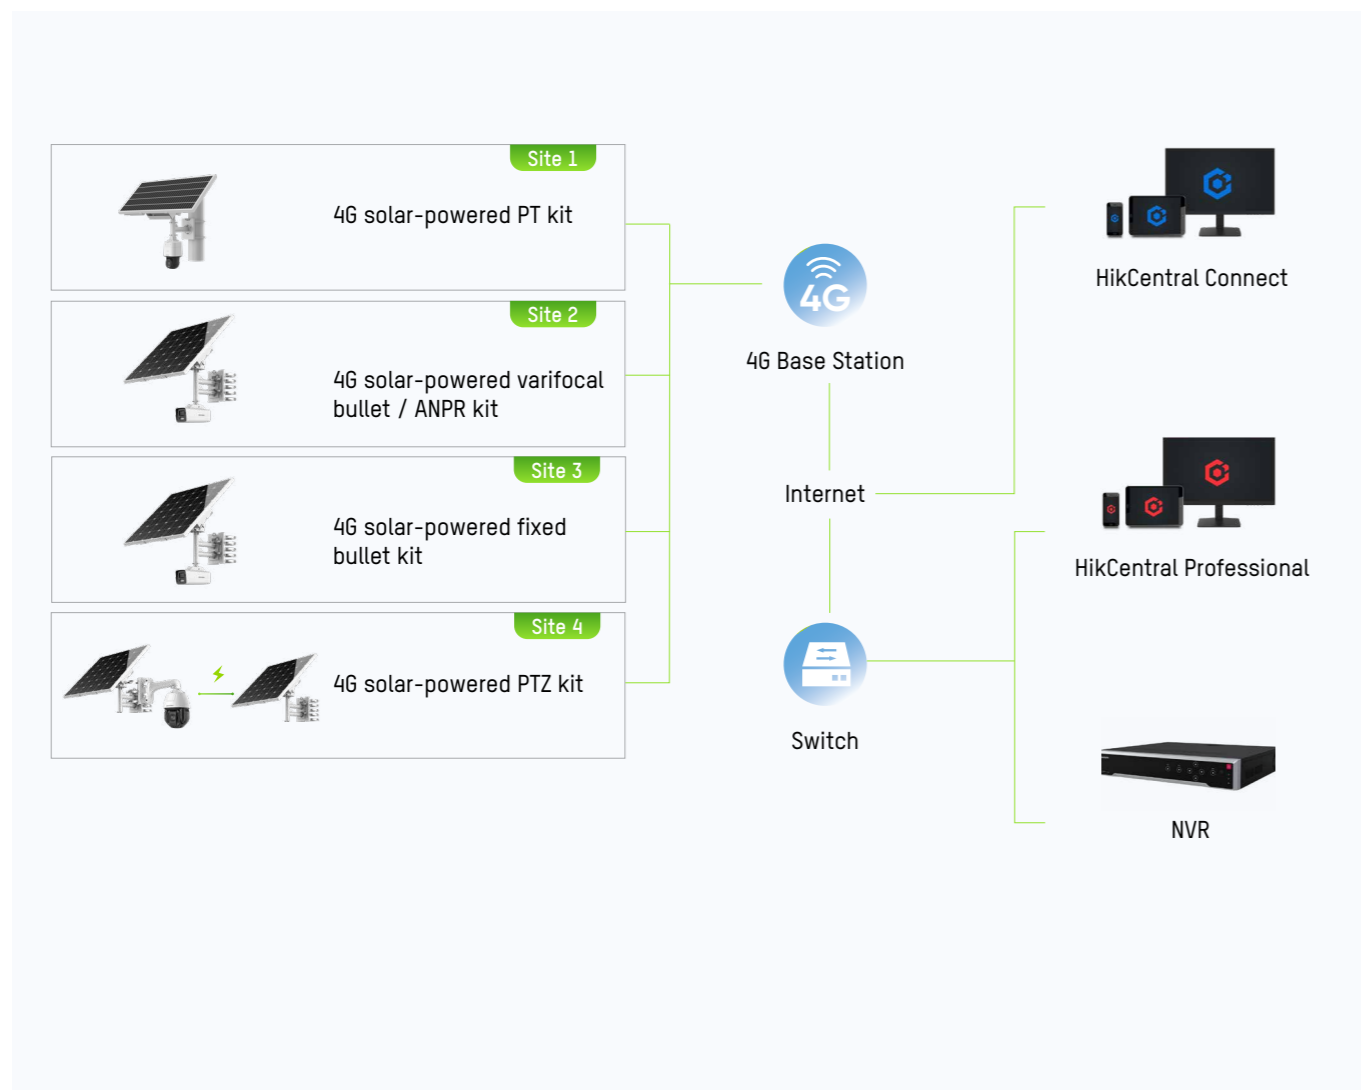 Site 1
4G solar-powered PT kit
Site 2
4G solar-powered varifocal
bullet / ANPR kit
Site 3
4G solar-powered fixed
bullet kit
Site 4
4G solar-powered PTZ kit
4G
4G Base Station
Internet
Switch
HikCentral Connect
HikCentral Professional
NVR